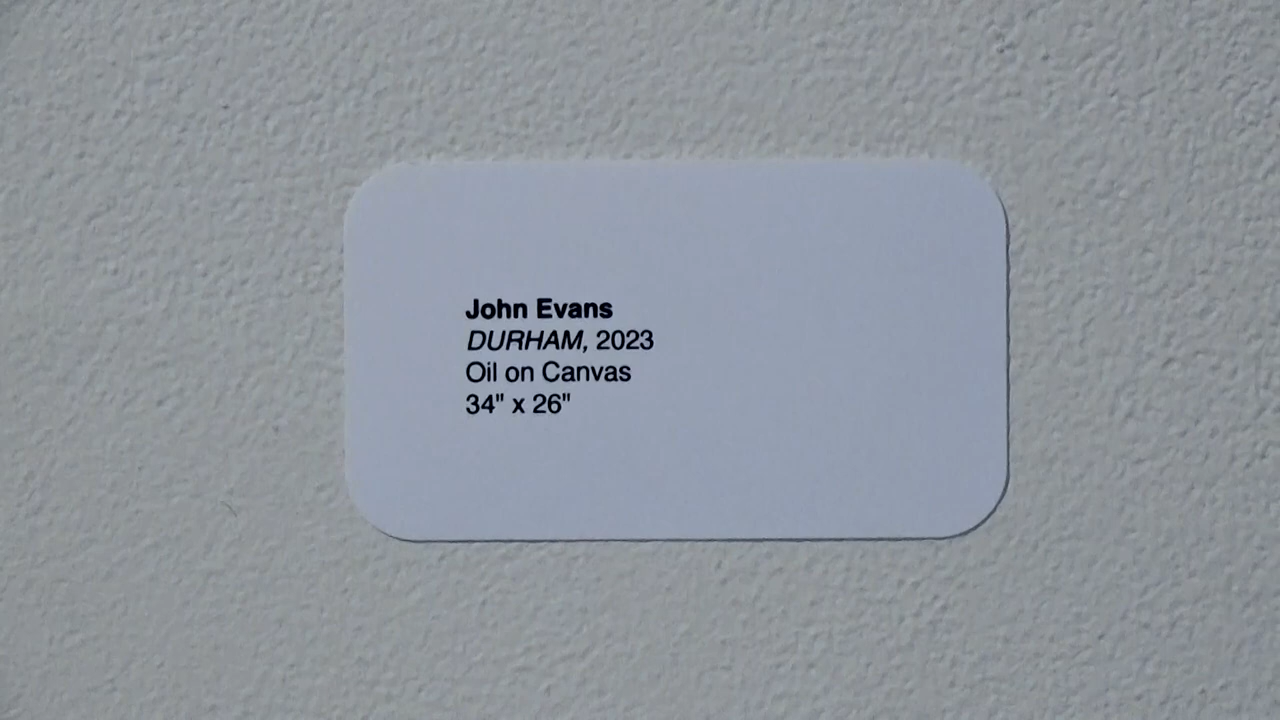 John Evans
DURHAM, 2023
Oil on Canvas
34" x 26"